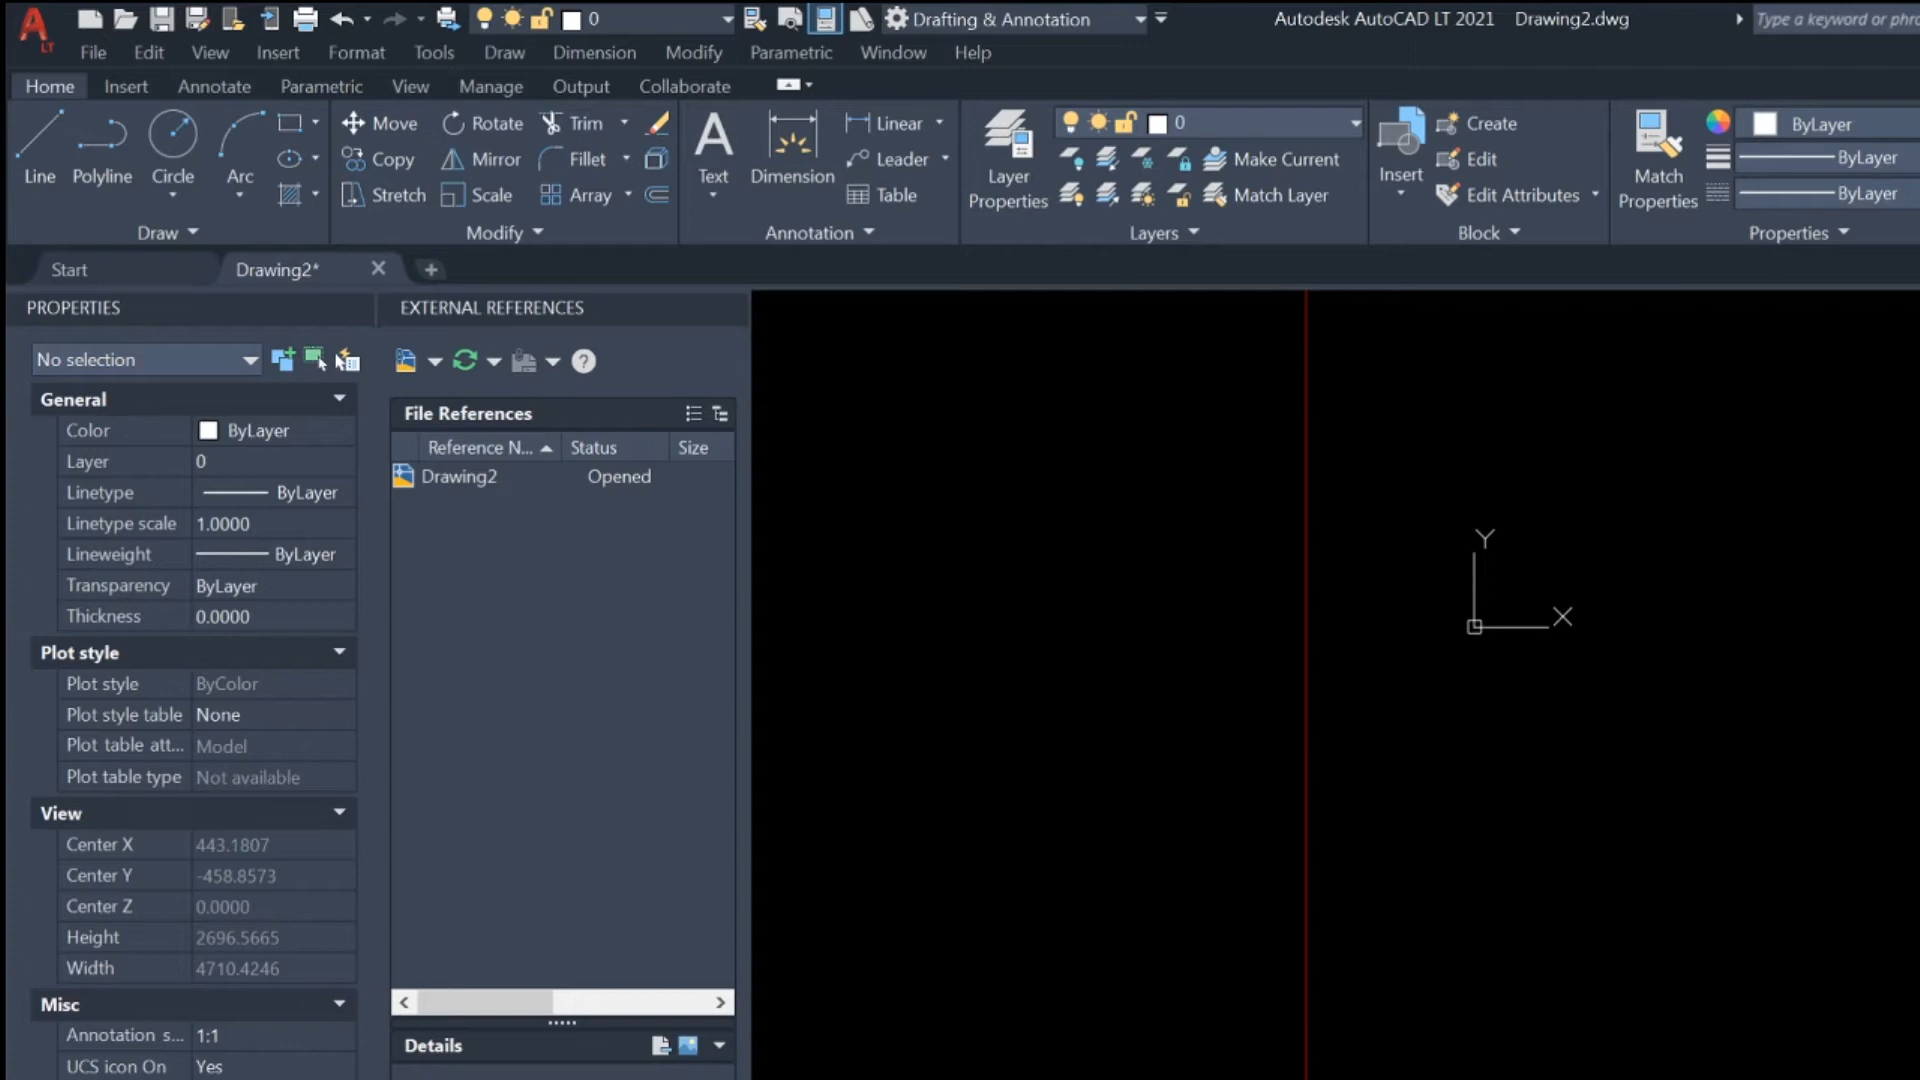 LT
0
Drafting & Annotation
Autodesk AutoCAD LT 2021 Drawing2.dwg
Type a keyword or phra
File Edit View Insert Format Tools Draw Dimension Modify Parametric Window Help
Home Insert Annotate Parametric View Manage Output Collaborate
Move Rotate Trim Linear 0 Create ByLayer
Copy Mirror Fillet Leader Make Current Edit ByLayer
Line Polyline Circle Arc Text Dimension Layer Properties Insert Match Properties
Stretch Scale Array Table Match Layer Edit Attributes ByLayer
Draw Modify Annotation Layers Block Properties
Start Drawing2*
PROPERTIES
No selection
General
Color ByLayer
Layer 0
Linetype ByLayer
Linetype scale 1.0000
Lineweight ByLayer
Transparency ByLayer
Thickness 0.0000
Plot style
Plot style ByColor
Plot style table None
Plot table att... Model
Plot table type Not available
View
Center X 443.1807
Center Y -458.8573
Center Z 0.0000
Height 2696.5665
Width 4710.4246
Misc
Annotation s... 1:1
UCS icon On Yes
EXTERNAL REFERENCES
File References
Reference N... Status Size
Drawing2 Opened
Details
Y
X